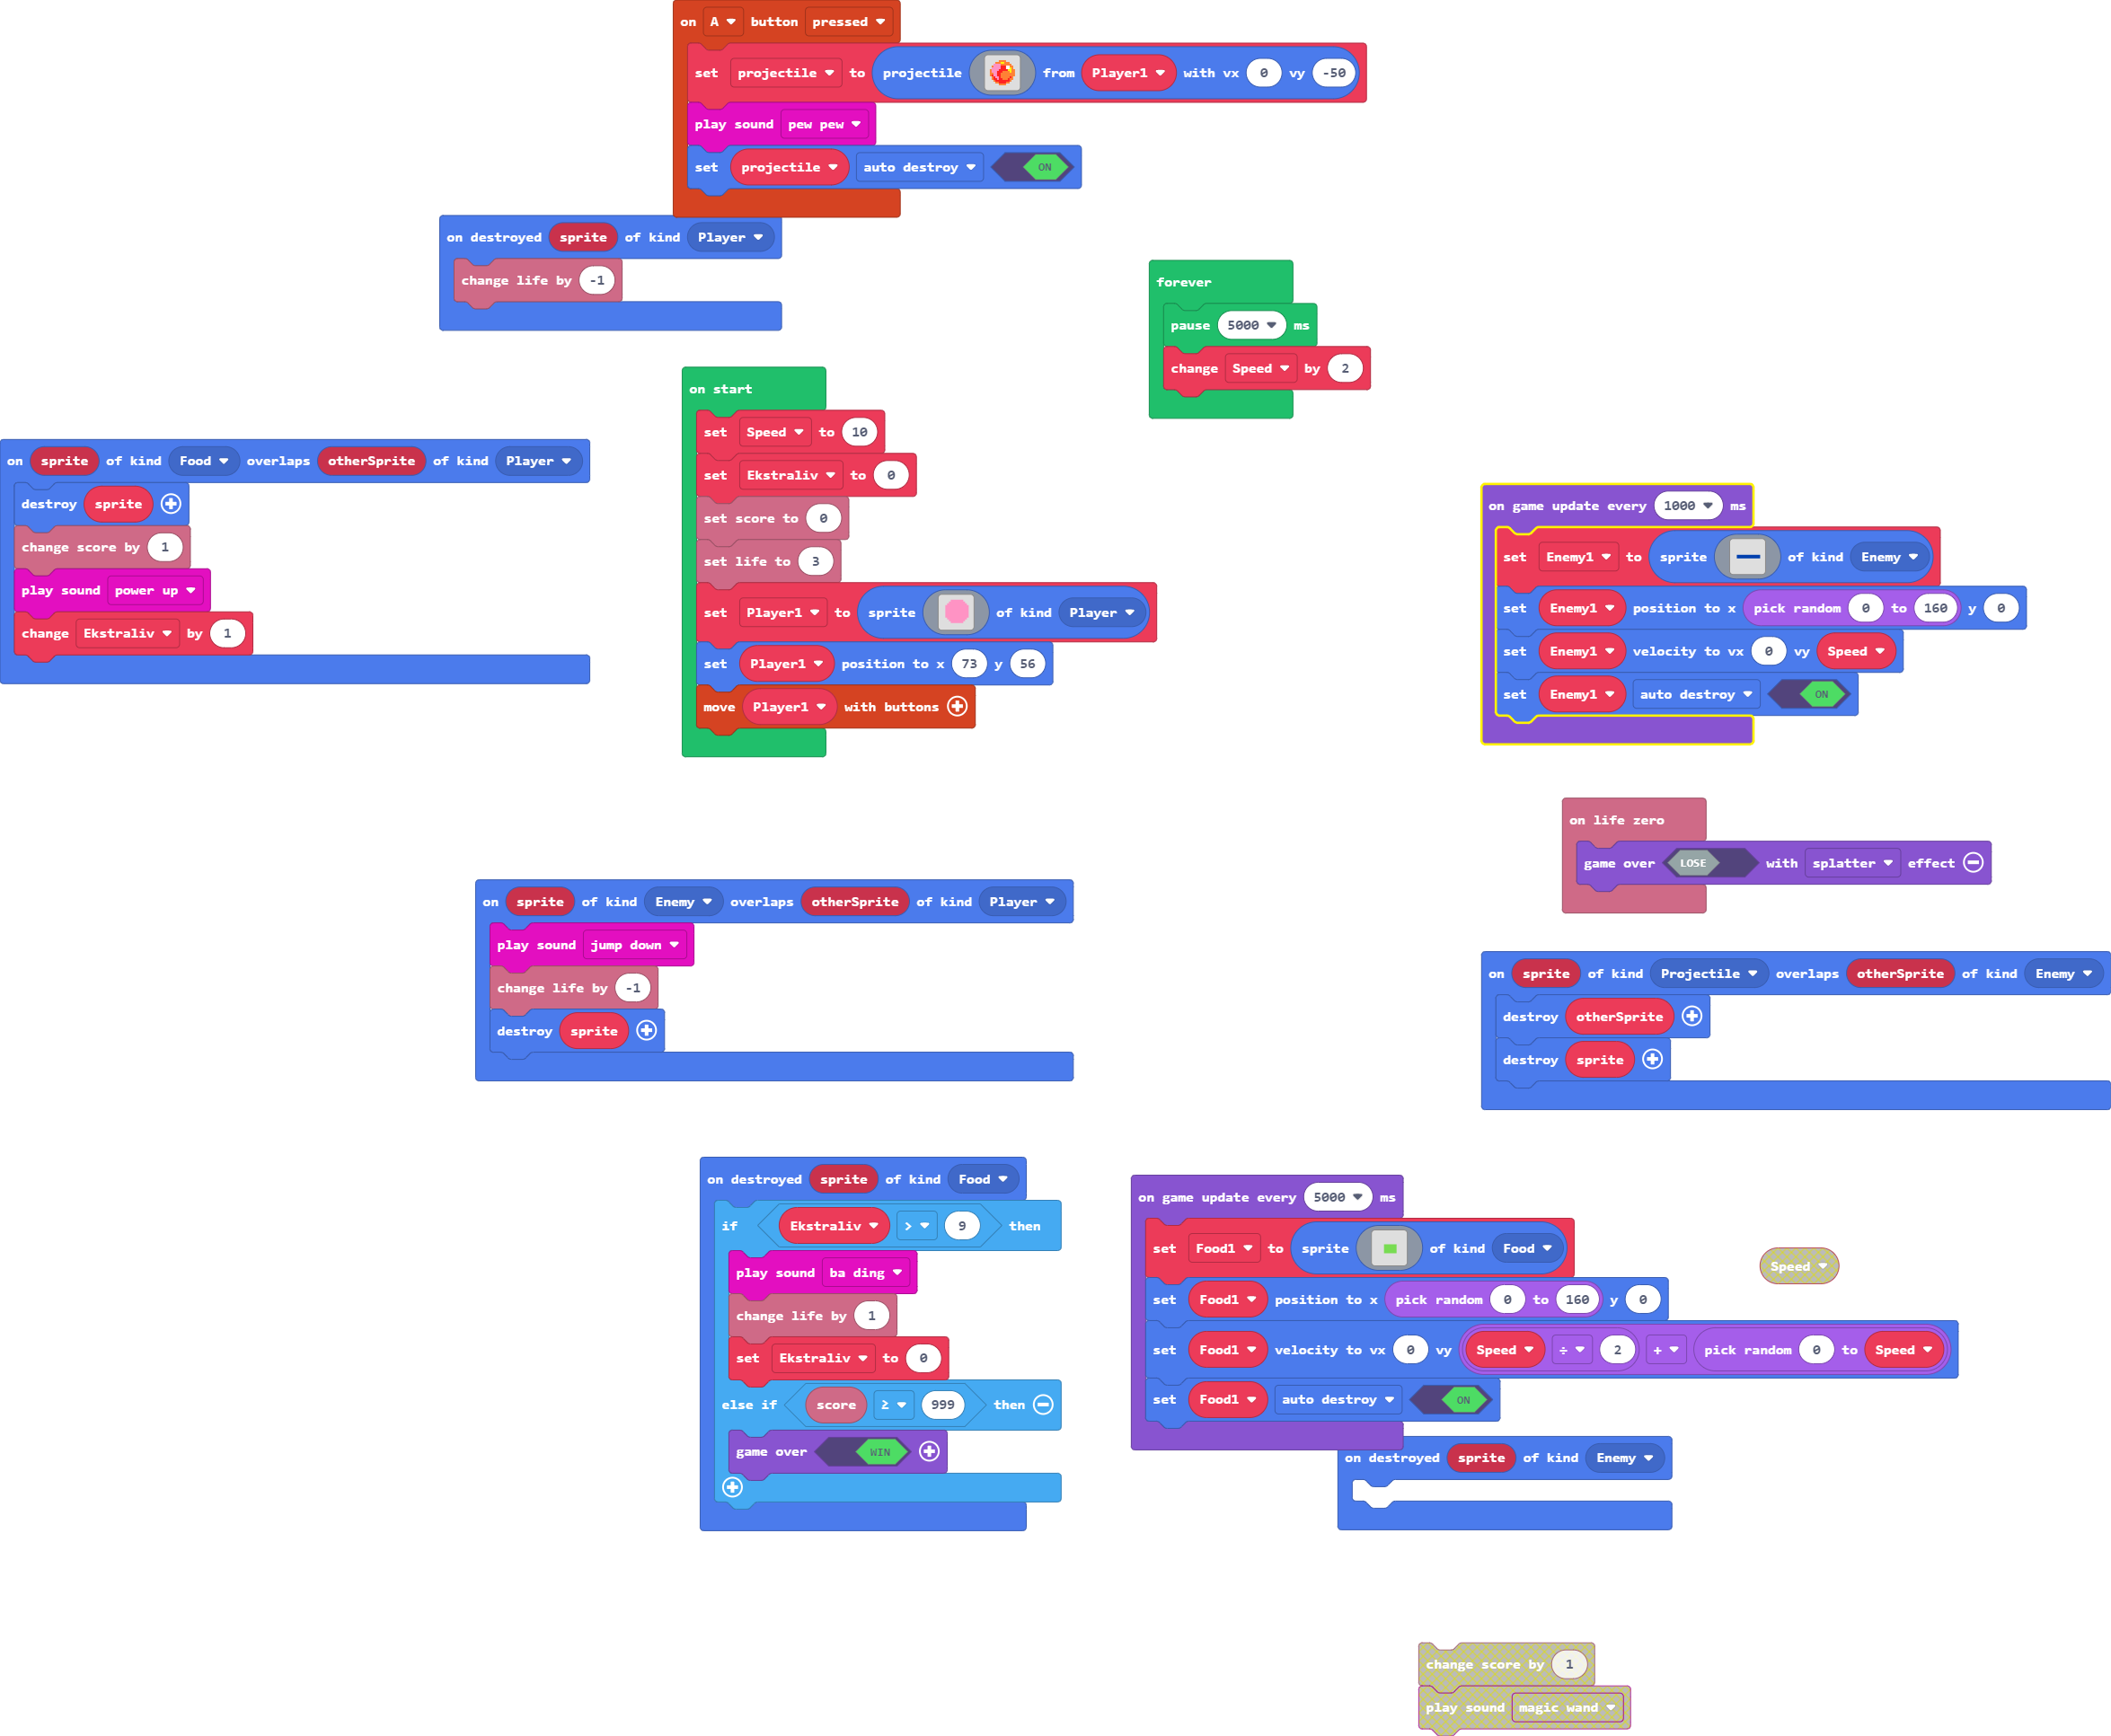 on A button pressed
set projectile to projectile from Player1 with vx 0 vy -50
play sound pew pew
set projectile auto destroy ON
on destroyed sprite of kind Player
change life by -1
forever
pause 5000 ms
change Speed by 2
on start
set Speed to 10
set Ekstraliv to 0
set score to 0
set life to 3
set Player1 to sprite of kind Player
set Player1 position to x 73 y 56
move Player1 with buttons
on sprite of kind Food overlaps otherSprite of kind Player
destroy sprite
change score by 1
play sound power up
change Ekstraliv by 1
on game update every 1000 ms
set Enemy1 to sprite of kind Enemy
set Enemy1 position to x pick random 0 to 160 y 0
set Enemy1 velocity to vx 0 vy Speed
set Enemy1 auto destroy ON
on life zero
game over LOSE with splatter effect
on sprite of kind Enemy overlaps otherSprite of kind Player
play sound jump down
change life by -1
destroy sprite
on sprite of kind Projectile overlaps otherSprite of kind Enemy
destroy otherSprite
destroy sprite
on destroyed sprite of kind Food
if Ekstraliv > 9 then
play sound ba ding
change life by 1
set Ekstraliv to 0
else if score ≥ 999 then
game over WIN
on game update every 5000 ms
set Food1 to sprite of kind Food
set Food1 position to x pick random 0 to 160 y 0
set Food1 velocity to vx 0 vy Speed ÷ 2 + pick random 0 to Speed
set Food1 auto destroy ON
Speed
on destroyed sprite of kind Enemy
change score by 1
play sound magic wand